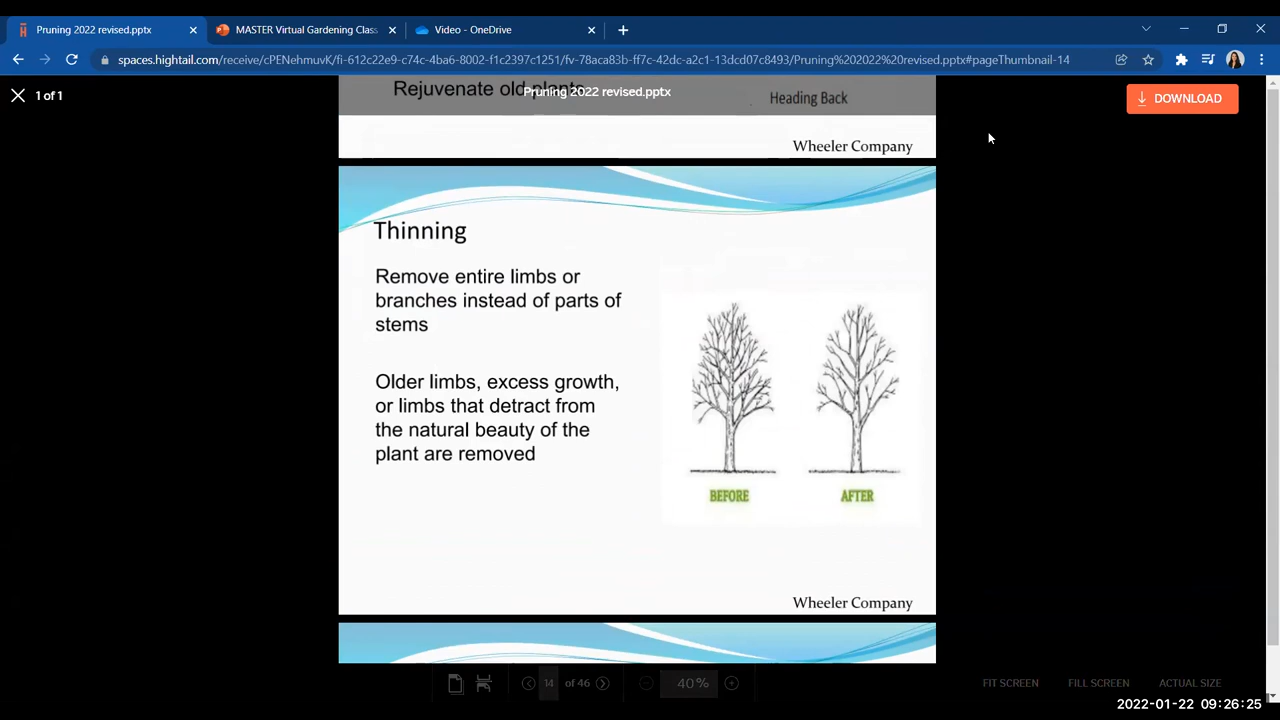 Pruning 2022 revised.pptx
MASTER Virtual Gardening Class
Video - OneDrive
spaces.hightail.com/receive/cPENehmuvK/fi-612c22e9-c74c-4ba6-8002-f1c2397c1251/fv-78aca83b-ff7c-42dc-a2c1-13dcd07c8493/Pruning%202022%20revised.pptx#pageThumbnail-14
1 of 1
Rejuvenate old plants
Pruning 2022 revised.pptx
Heading Back
DOWNLOAD
Wheeler Company
Thinning
Remove entire limbs or
branches instead of parts of
stems
Older limbs, excess growth,
or limbs that detract from
the natural beauty of the
plant are removed
BEFORE
AFTER
Wheeler Company
14 of 46
40%
FIT SCREEN
FILL SCREEN
ACTUAL SIZE
2022-01-22 09:26:25